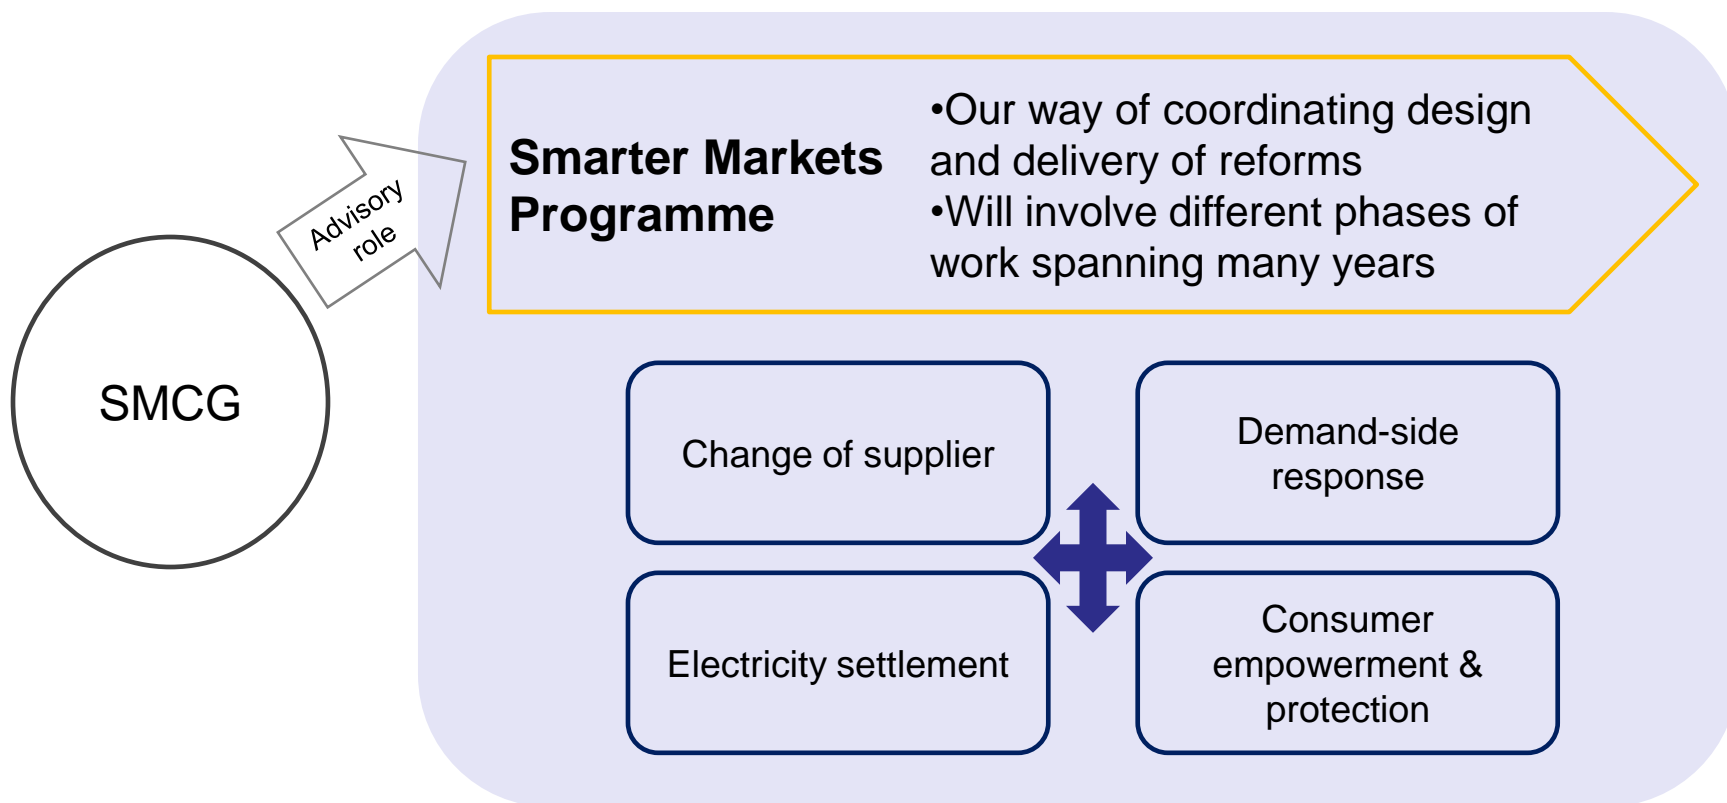 Smarter Markets
Programme
•Our way of coordinating design
and delivery of reforms
•Will involve different phases of
work spanning many years
Advisory
role
SMCG
Change of supplier
Demand-side
response
Electricity settlement
Consumer
empowerment &
protection